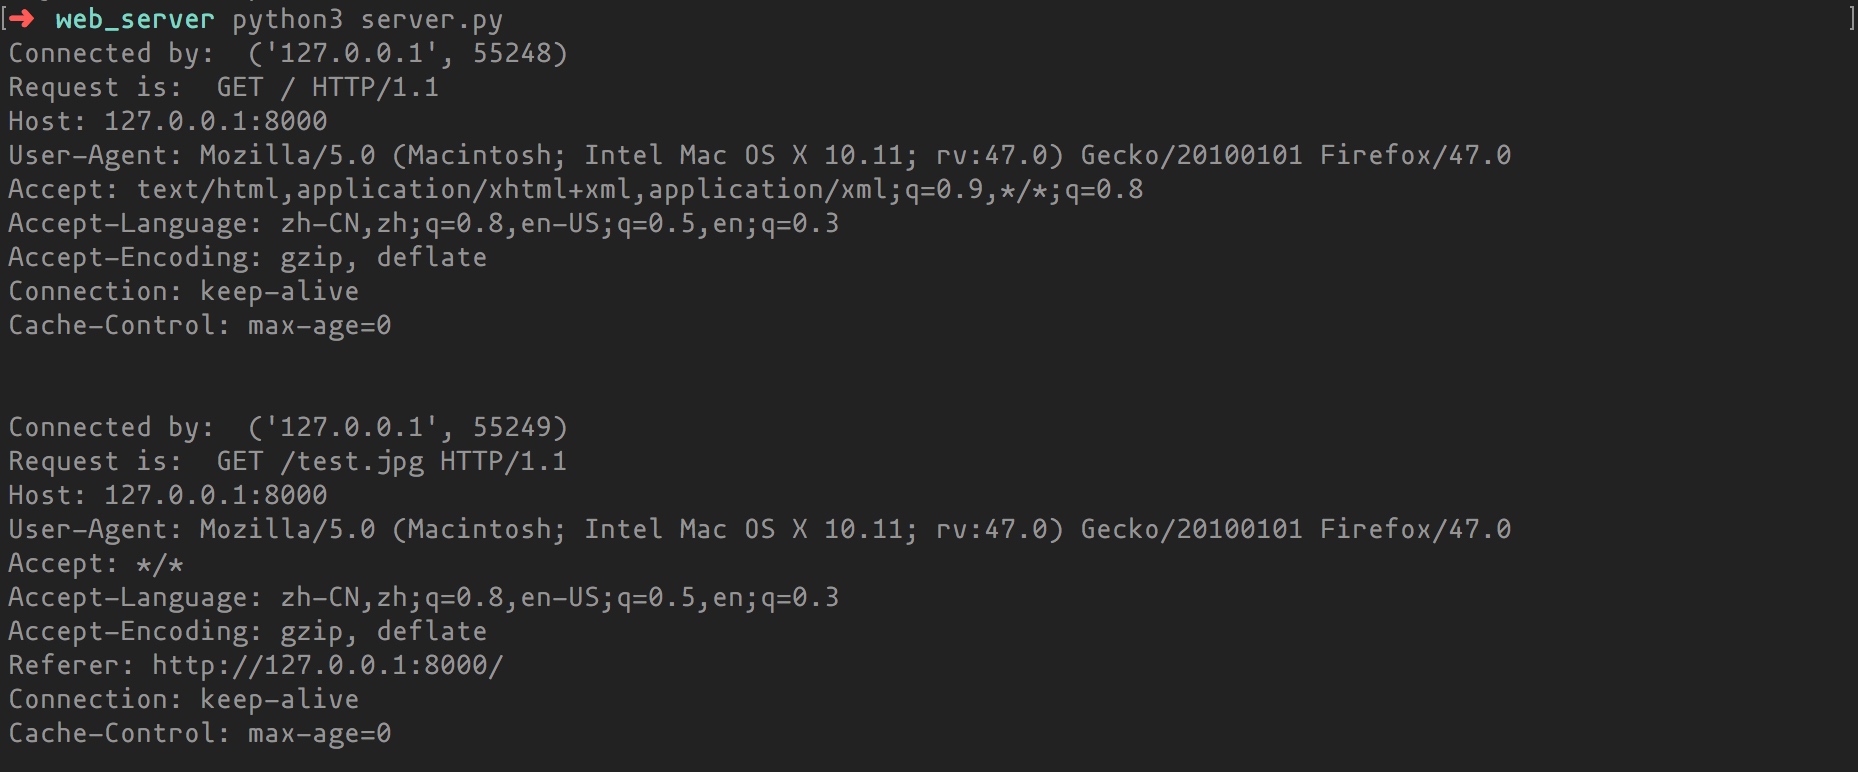 [➜ web_server python3 server.py ]
Connected by:  ('127.0.0.1', 55248)
Request is:  GET / HTTP/1.1
Host: 127.0.0.1:8000
User-Agent: Mozilla/5.0 (Macintosh; Intel Mac OS X 10.11; rv:47.0) Gecko/20100101 Firefox/47.0
Accept: text/html,application/xhtml+xml,application/xml;q=0.9,*/*;q=0.8
Accept-Language: zh-CN,zh;q=0.8,en-US;q=0.5,en;q=0.3
Accept-Encoding: gzip, deflate
Connection: keep-alive
Cache-Control: max-age=0
Connected by:  ('127.0.0.1', 55249)
Request is:  GET /test.jpg HTTP/1.1
Host: 127.0.0.1:8000
User-Agent: Mozilla/5.0 (Macintosh; Intel Mac OS X 10.11; rv:47.0) Gecko/20100101 Firefox/47.0
Accept: */*
Accept-Language: zh-CN,zh;q=0.8,en-US;q=0.5,en;q=0.3
Accept-Encoding: gzip, deflate
Referer: http://127.0.0.1:8000/
Connection: keep-alive
Cache-Control: max-age=0